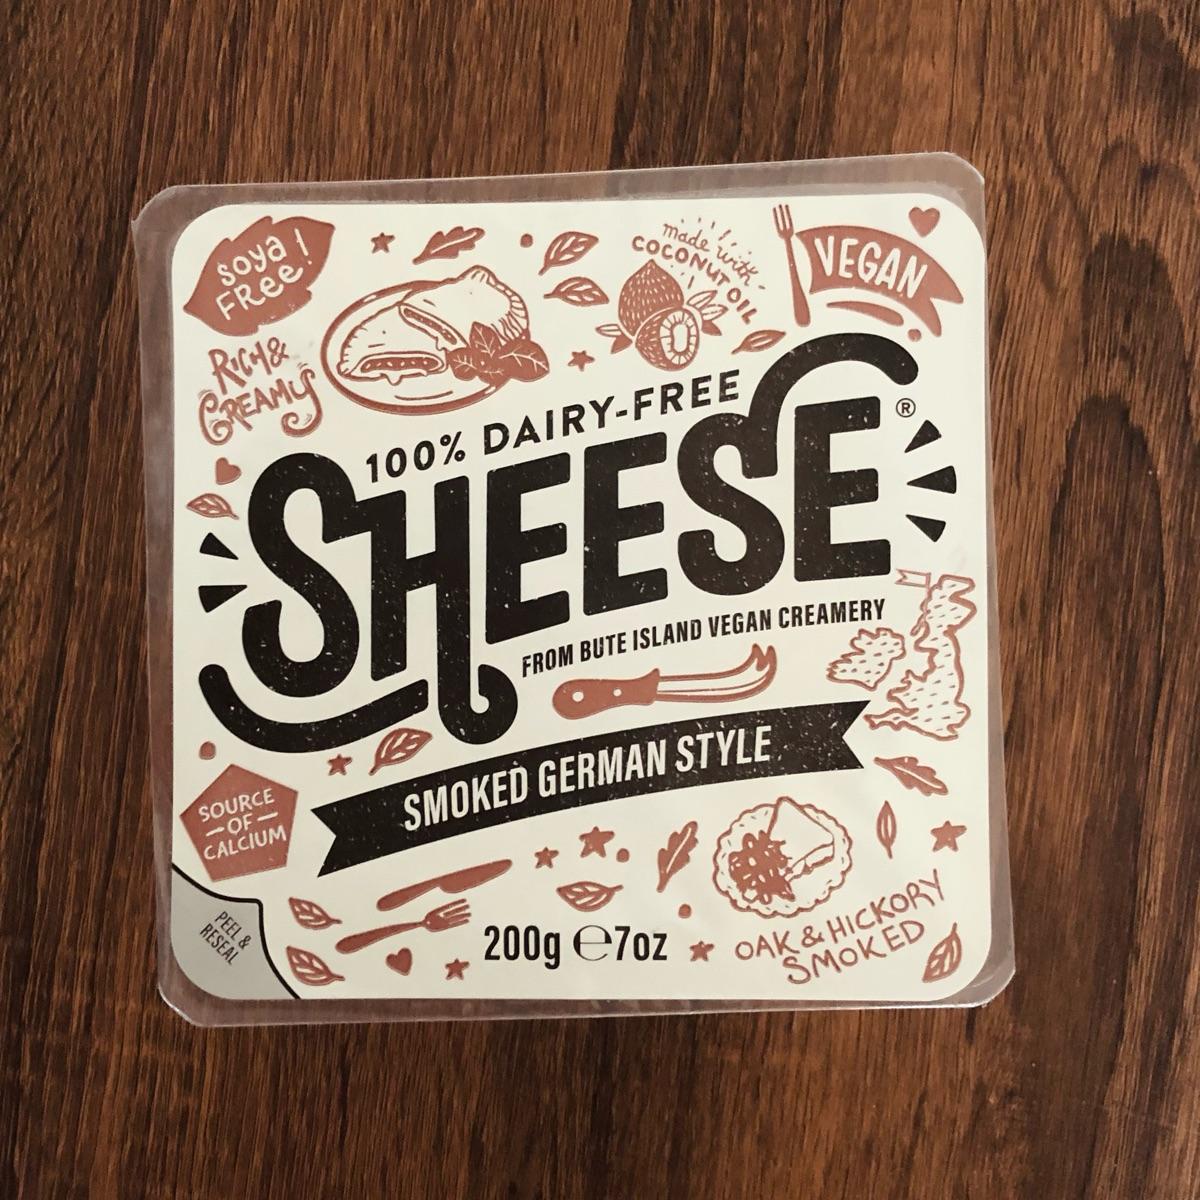 soya
FREE!
made with
COCONUT OIL
VEGAN
RICH &
CREAMY
100% DAIRY-FREE
SHEESE®
FROM BUTE ISLAND VEGAN CREAMERY
SMOKED GERMAN STYLE
SOURCE
– OF –
CALCIUM
PEEL &
RESEAL
200g ℮ 7oz
OAK & HICKORY
SMOKED